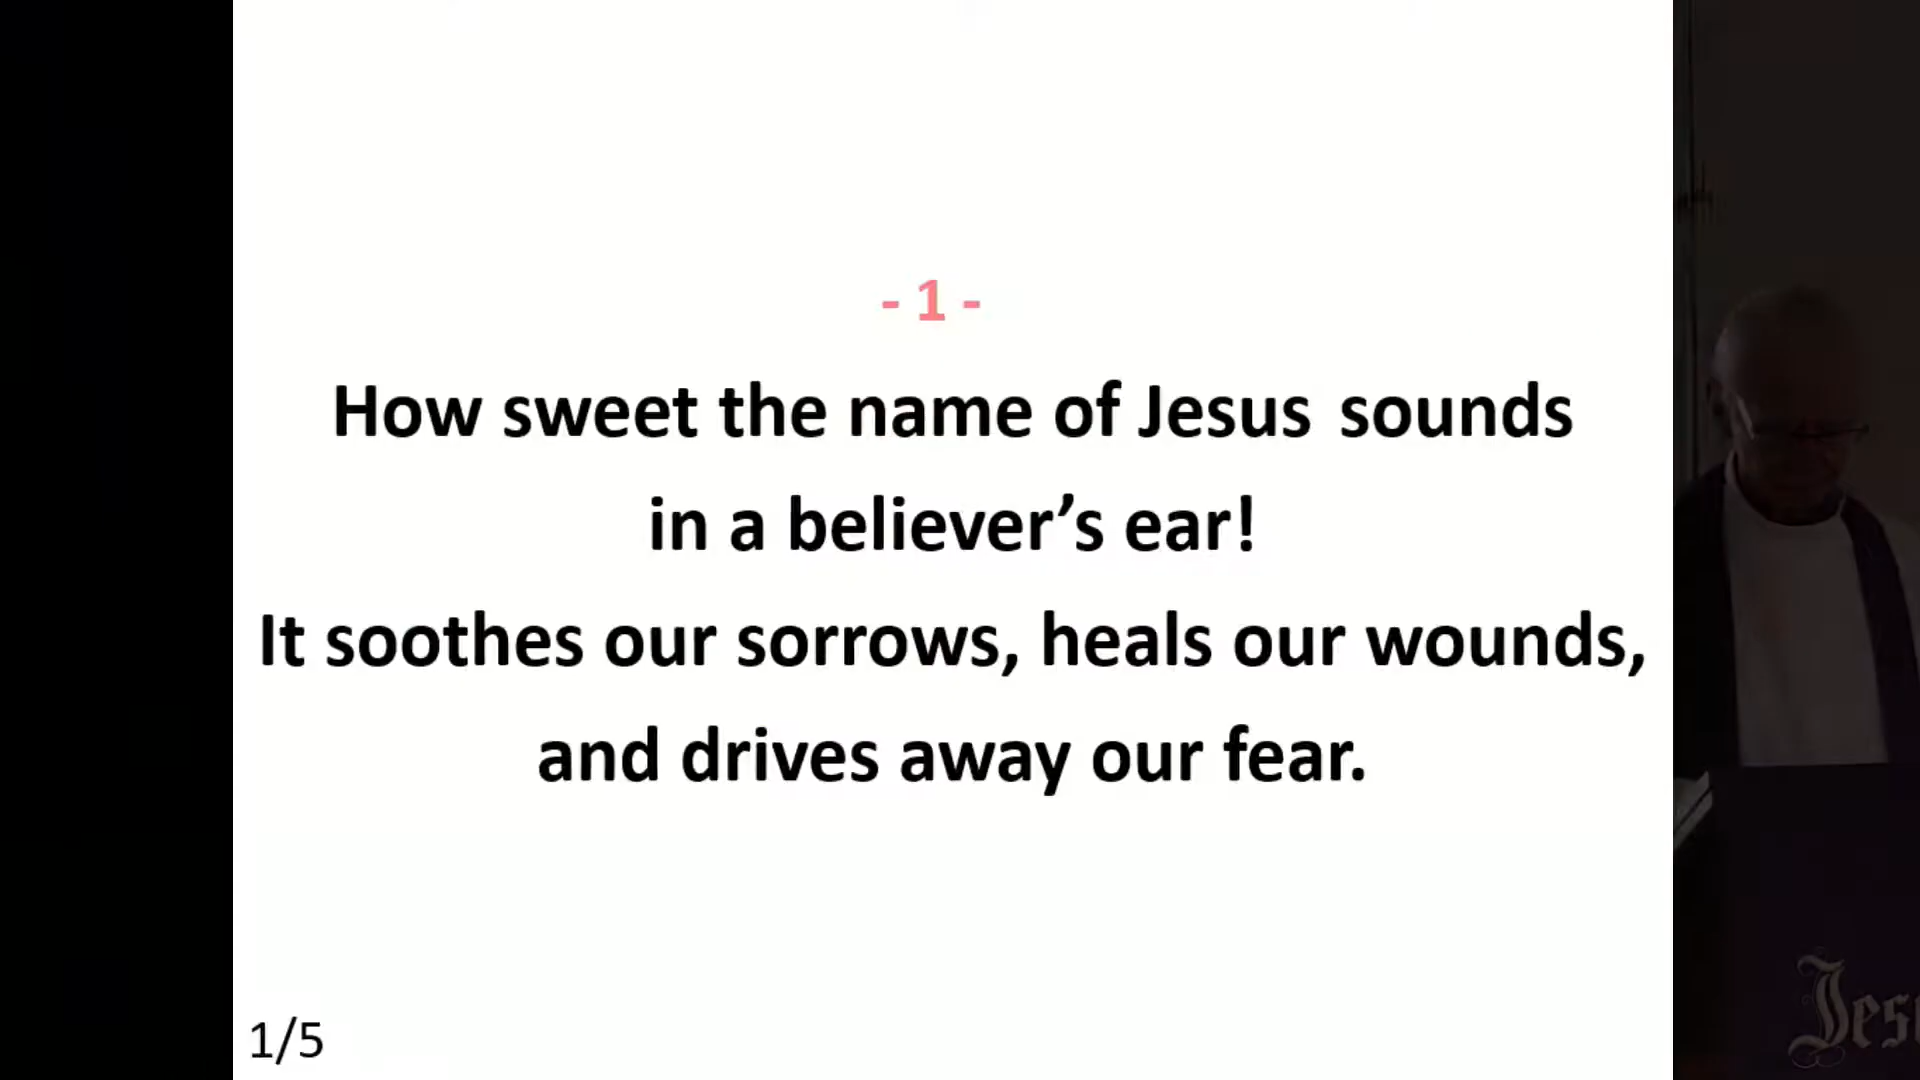 - 1 -
How sweet the name of Jesus sounds
in a believer’s ear!
It soothes our sorrows, heals our wounds,
and drives away our fear.
1/5